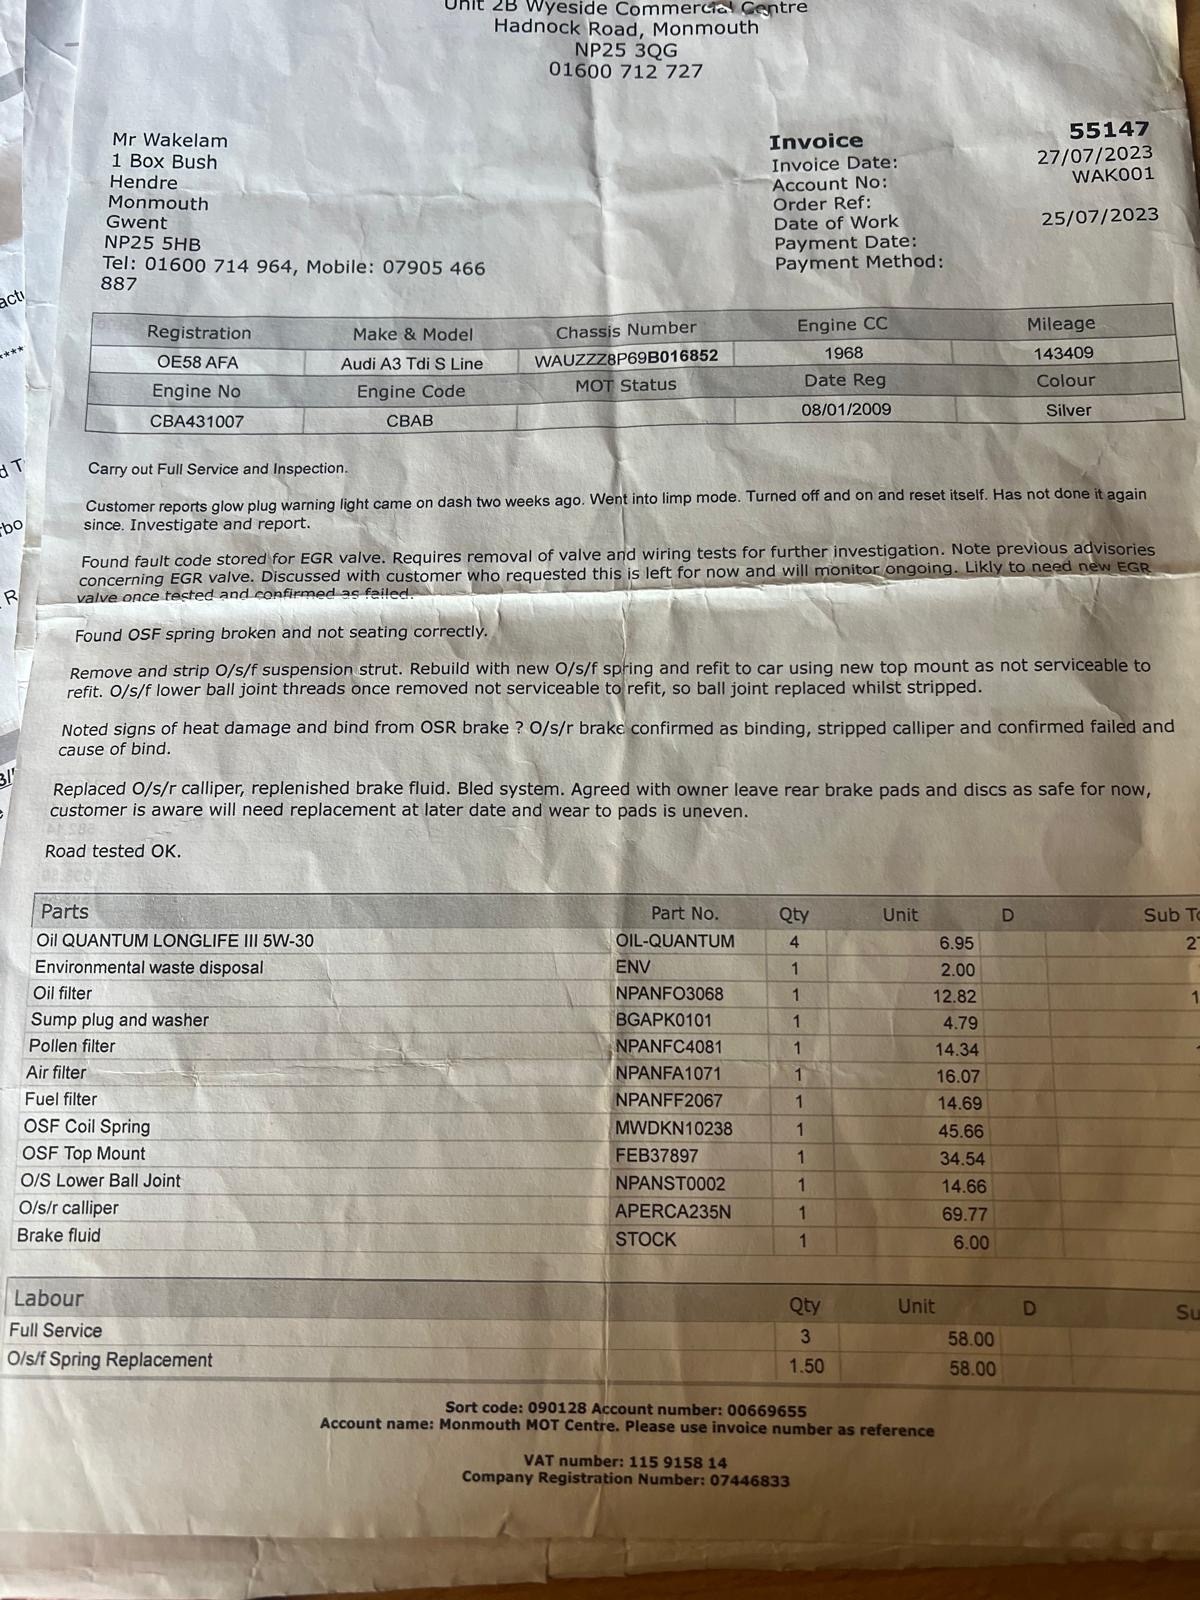 Unit 2B Wyeside Commercial Centre
Hadnock Road, Monmouth
NP25 3QG
01600 712 727
Mr Wakelam
1 Box Bush
Hendre
Monmouth
Gwent
NP25 5HB
Tel: 01600 714 964, Mobile: 07905 466
887
Invoice 55147
Invoice Date: 27/07/2023
Account No: WAK001
Order Ref:
Date of Work 25/07/2023
Payment Date:
Payment Method:
Registration Make & Model Chassis Number Engine CC Mileage
OE58 AFA Audi A3 Tdi S Line WAUZZZ8P69B016852 1968 143409
Engine No Engine Code MOT Status Date Reg Colour
CBA431007 CBAB 08/01/2009 Silver
Carry out Full Service and Inspection.
Customer reports glow plug warning light came on dash two weeks ago. Went into limp mode. Turned off and on and reset itself. Has not done it again
since. Investigate and report.
Found fault code stored for EGR valve. Requires removal of valve and wiring tests for further investigation. Note previous advisories
concerning EGR valve. Discussed with customer who requested this is left for now and will monitor ongoing. Likly to need new EGR
valve once tested and confirmed as failed.
Found OSF spring broken and not seating correctly.
Remove and strip O/s/f suspension strut. Rebuild with new O/s/f spring and refit to car using new top mount as not serviceable to
refit. O/s/f lower ball joint threads once removed not serviceable to refit, so ball joint replaced whilst stripped.
Noted signs of heat damage and bind from OSR brake ? O/s/r brake confirmed as binding, stripped calliper and confirmed failed and
cause of bind.
Replaced O/s/r calliper, replenished brake fluid. Bled system. Agreed with owner leave rear brake pads and discs as safe for now,
customer is aware will need replacement at later date and wear to pads is uneven.
Road tested OK.
Parts Part No. Qty Unit D Sub
Oil QUANTUM LONGLIFE III 5W-30 OIL-QUANTUM 4 6.95
Environmental waste disposal ENV 1 2.00
Oil filter NPANFO3068 1 12.82
Sump plug and washer BGAPK0101 1 4.79
Pollen filter NPANFC4081 1 14.34
Air filter NPANFA1071 1 16.07
Fuel filter NPANFF2067 1 14.69
OSF Coil Spring MWDKN10238 1 45.66
OSF Top Mount FEB37897 1 34.54
O/S Lower Ball Joint NPANST0002 1 14.66
O/s/r calliper APERCA235N 1 69.77
Brake fluid STOCK 1 6.00
Labour Qty Unit D
Full Service 3 58.00
O/s/f Spring Replacement 1.50 58.00
Sort code: 090128 Account number: 00669655
Account name: Monmouth MOT Centre. Please use invoice number as reference
VAT number: 115 9158 14
Company Registration Number: 07446833